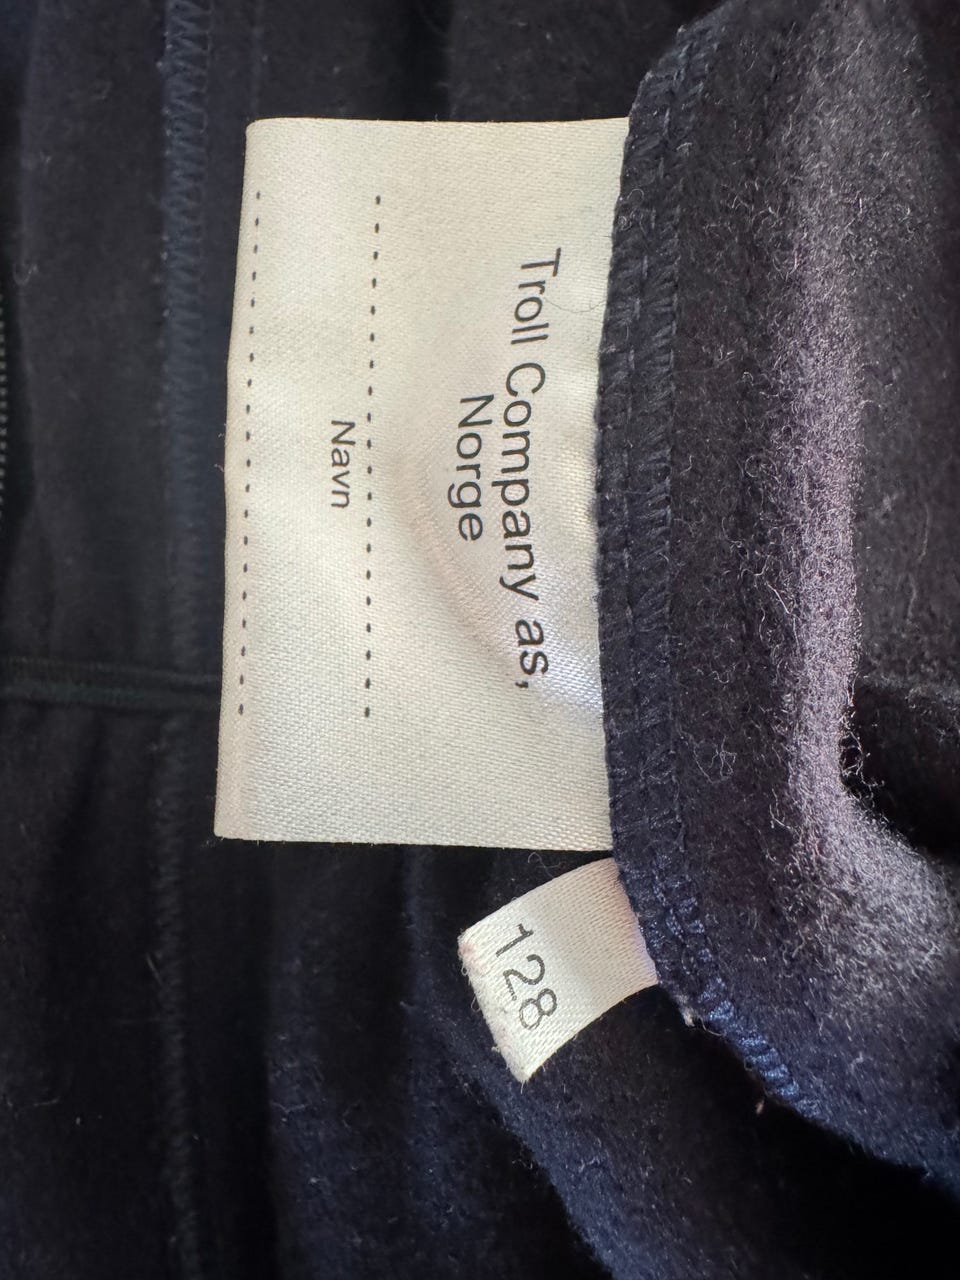 Troll Company as,
Norge
Navn
128